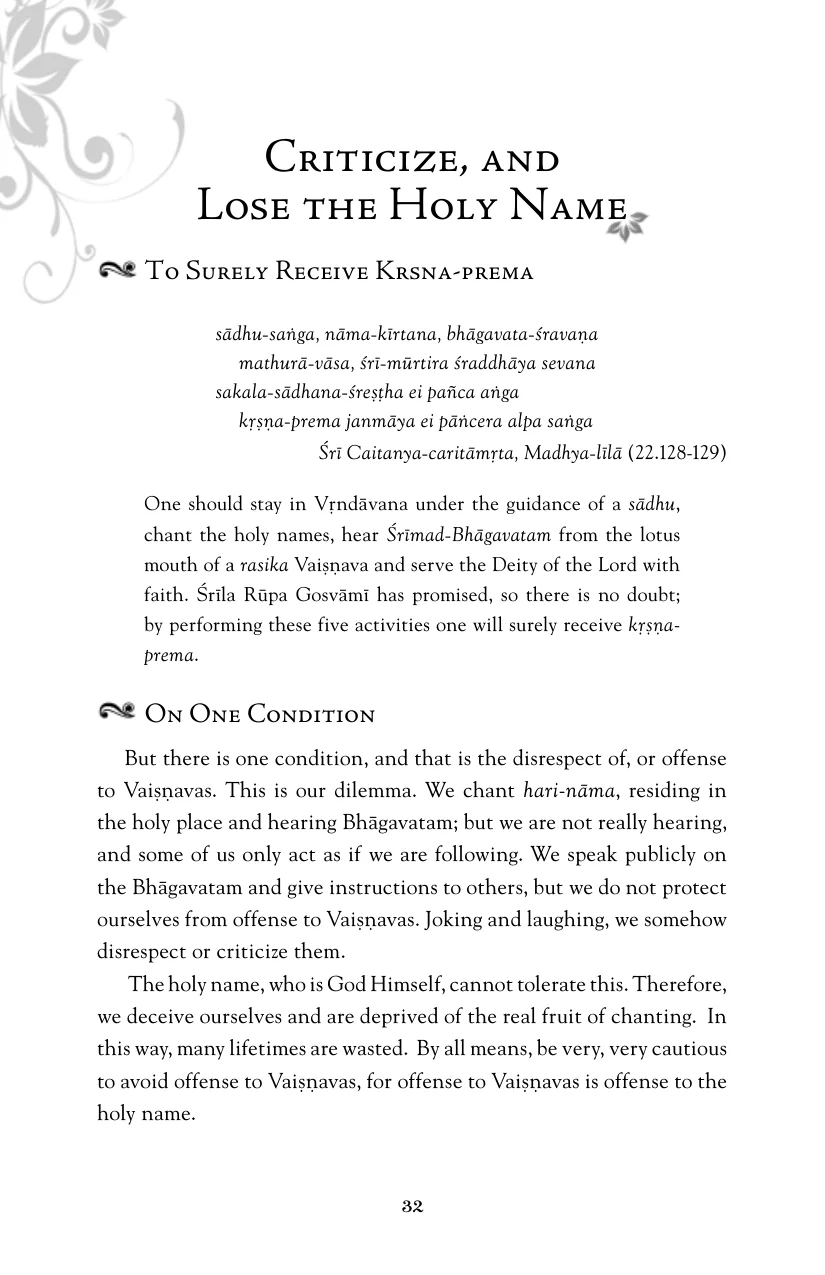 Criticize, and
Lose the Holy Name
To Surely Receive Krsna-prema
sādhu-saṅga, nāma-kīrtana, bhāgavata-śravaṇa
mathurā-vāsa, śrī-mūrtira śraddhāya sevana
sakala-sādhana-śreṣṭha ei pañca aṅga
kṛṣṇa-prema janmāya ei pāṅcera alpa saṅga
Śrī Caitanya-caritāmṛta, Madhya-līlā (22.128-129)
One should stay in Vṛndāvana under the guidance of a sādhu,
chant the holy names, hear Śrīmad-Bhāgavatam from the lotus
mouth of a rasika Vaiṣṇava and serve the Deity of the Lord with
faith. Śrīla Rūpa Gosvāmī has promised, so there is no doubt;
by performing these five activities one will surely receive kṛṣṇa-
prema.
On One Condition
But there is one condition, and that is the disrespect of, or offense
to Vaiṣṇavas. This is our dilemma. We chant hari-nāma, residing in
the holy place and hearing Bhāgavatam; but we are not really hearing,
and some of us only act as if we are following. We speak publicly on
the Bhāgavatam and give instructions to others, but we do not protect
ourselves from offense to Vaiṣṇavas. Joking and laughing, we somehow
disrespect or criticize them.
The holy name, who is God Himself, cannot tolerate this. Therefore,
we deceive ourselves and are deprived of the real fruit of chanting. In
this way, many lifetimes are wasted. By all means, be very, very cautious
to avoid offense to Vaiṣṇavas, for offense to Vaiṣṇavas is offense to the
holy name.
32